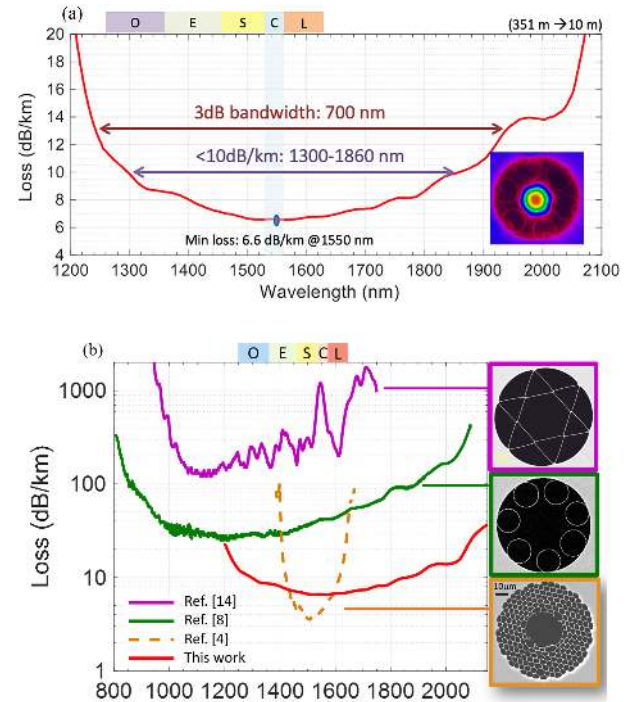 (a)
O E S C L
(351 m →10 m)
20
18
16
14
12
10
8
6
4
Loss (dB/km)
3dB bandwidth: 700 nm
<10dB/km: 1300-1860 nm
Min loss: 6.6 dB/km @1550 nm
1200 1300 1400 1500 1600 1700 1800 1900 2000 2100
Wavelength (nm)
(b)
O E S C L
1000
100
10
1
Loss (dB/km)
Ref. [14]
Ref. [8]
Ref. [4]
This work
10μm
800 1000 1200 1400 1600 1800 2000